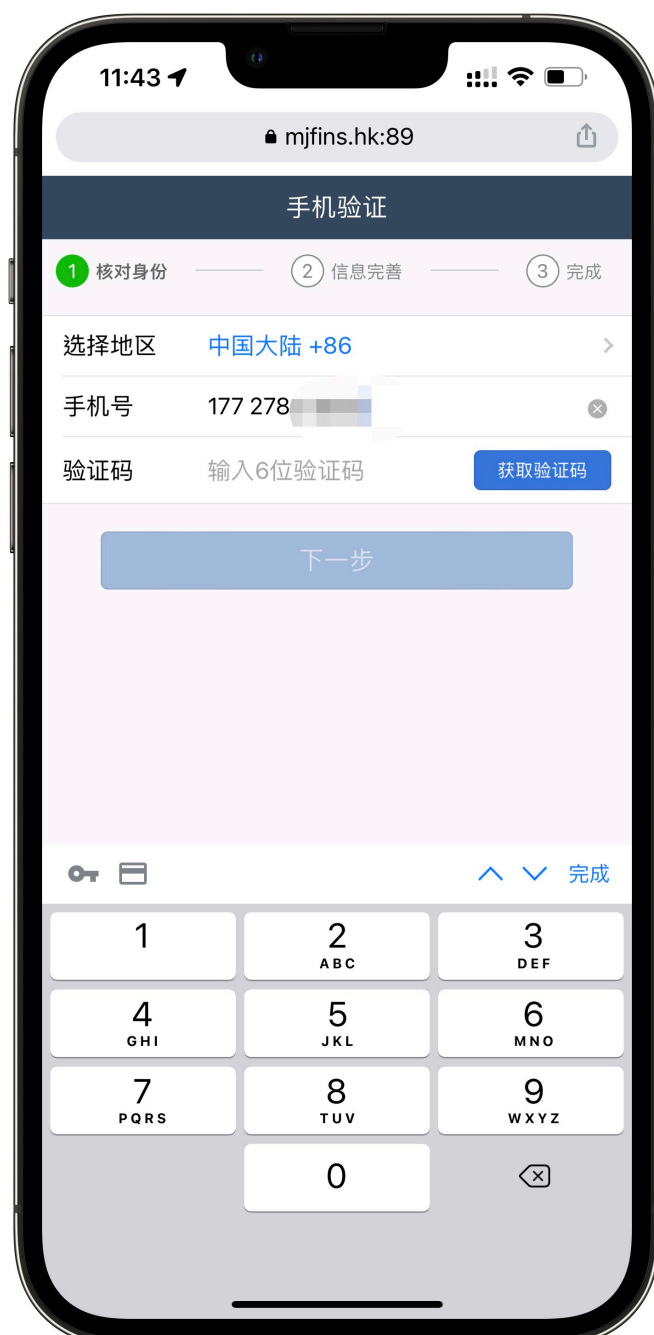 11:43
mjfins.hk:89
手机验证
1 核对身份 2 信息完善 3 完成
選择地区 中国大陆 +86
手机号 177 278
验证码 输入6位验证码 获取验证码
下一步
完成
1 2 3
ABC DEF
4 5 6
GHI JKL MNO
7 8 9
PQRS TUV WXYZ
0